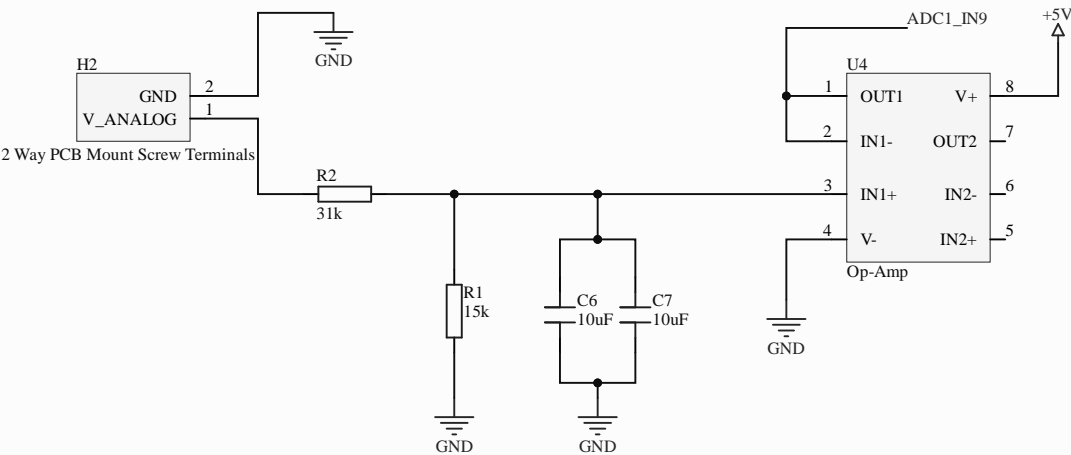 ADC1_IN9
+5V
GND
H2
U4
GND 2
V_ANALOG 1
1 OUT1 V+ 8
2 IN1- OUT2 7
2 Way PCB Mount Screw Terminals
R2
31k
3 IN1+ IN2- 6
4 V- IN2+ 5
Op-Amp
R1
15k
C6
10uF
C7
10uF
GND
GND
GND